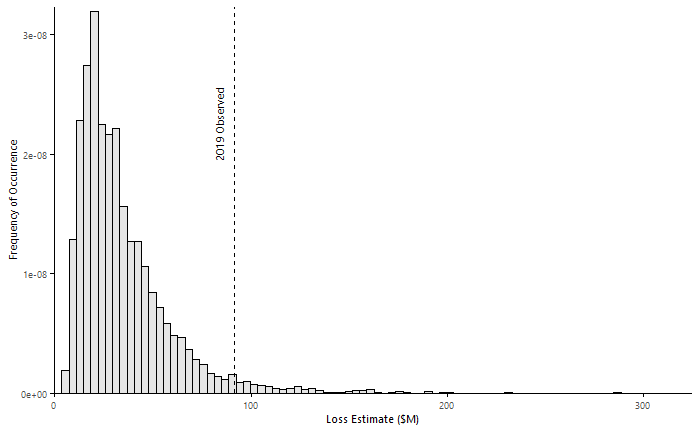 Frequency of Occurrence
3e-08
2e-08
1e-08
0e+00
2019 Observed
0
100
200
300
Loss Estimate ($M)